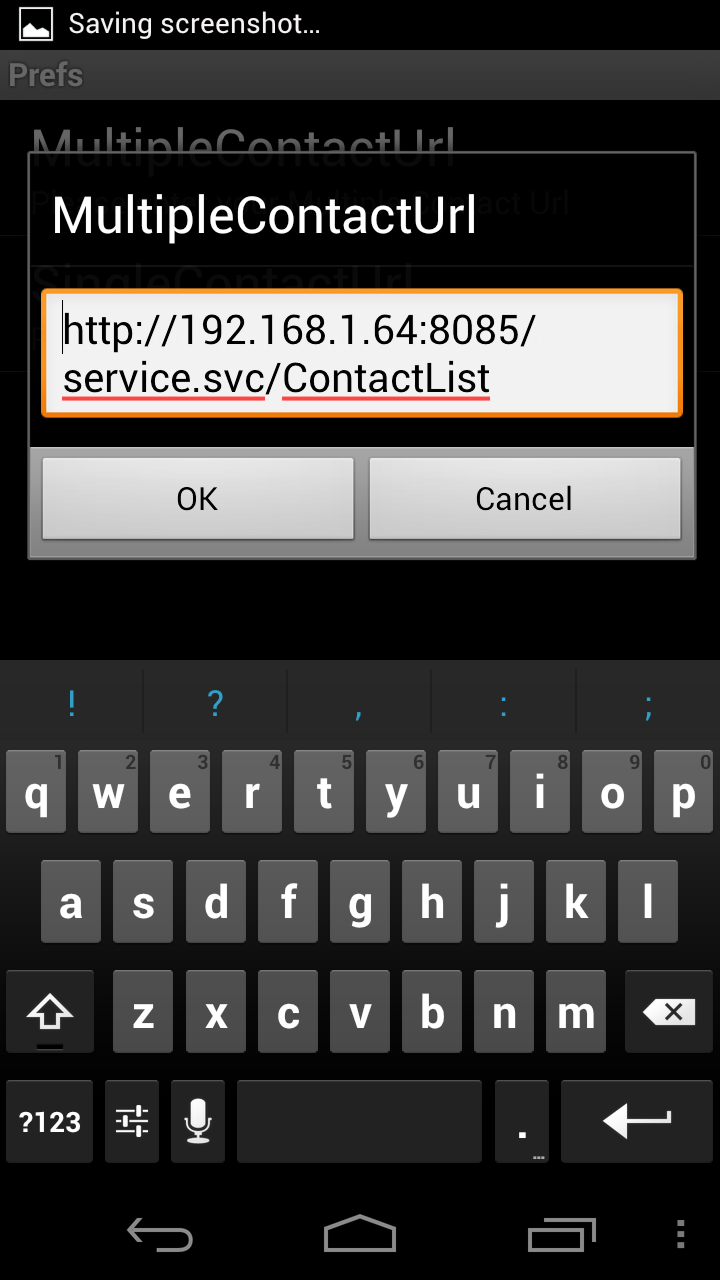 Saving screenshot...
Prefs
MultipleContactUrl
MultipleContactUrl
SingleContactUrl
http://192.168.1.64:8085/
service.svc/ContactList
OK Cancel
! ? , : ;
1 2 3 4 5 6 7 8 9 0
q w e r t y u i o p
a s d f g h j k l
z x c v b n m
?123 . ...